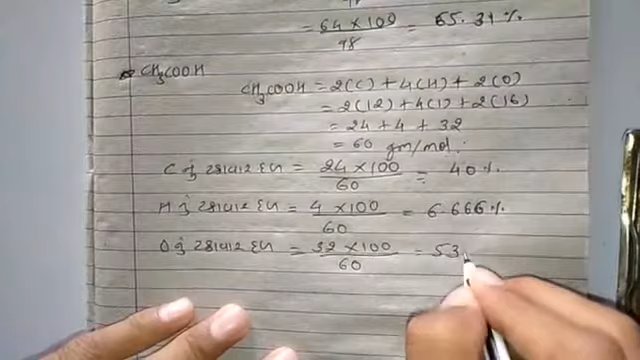 = 64 × 100 / 98 = 65.31 %
CH3COOH
CH3COOH = 2(C) + 4(H) + 2(O)
= 2(12) + 4(1) + 2(16)
= 24 + 4 + 32
= 60 gm/mol.
C નું ટકાવાર દળ = 24 × 100 / 60 = 40 %.
H નું ટકાવાર દળ = 4 × 100 / 60 = 6.666 %
O નું ટકાવાર દળ = 32 × 100 / 60 = 53